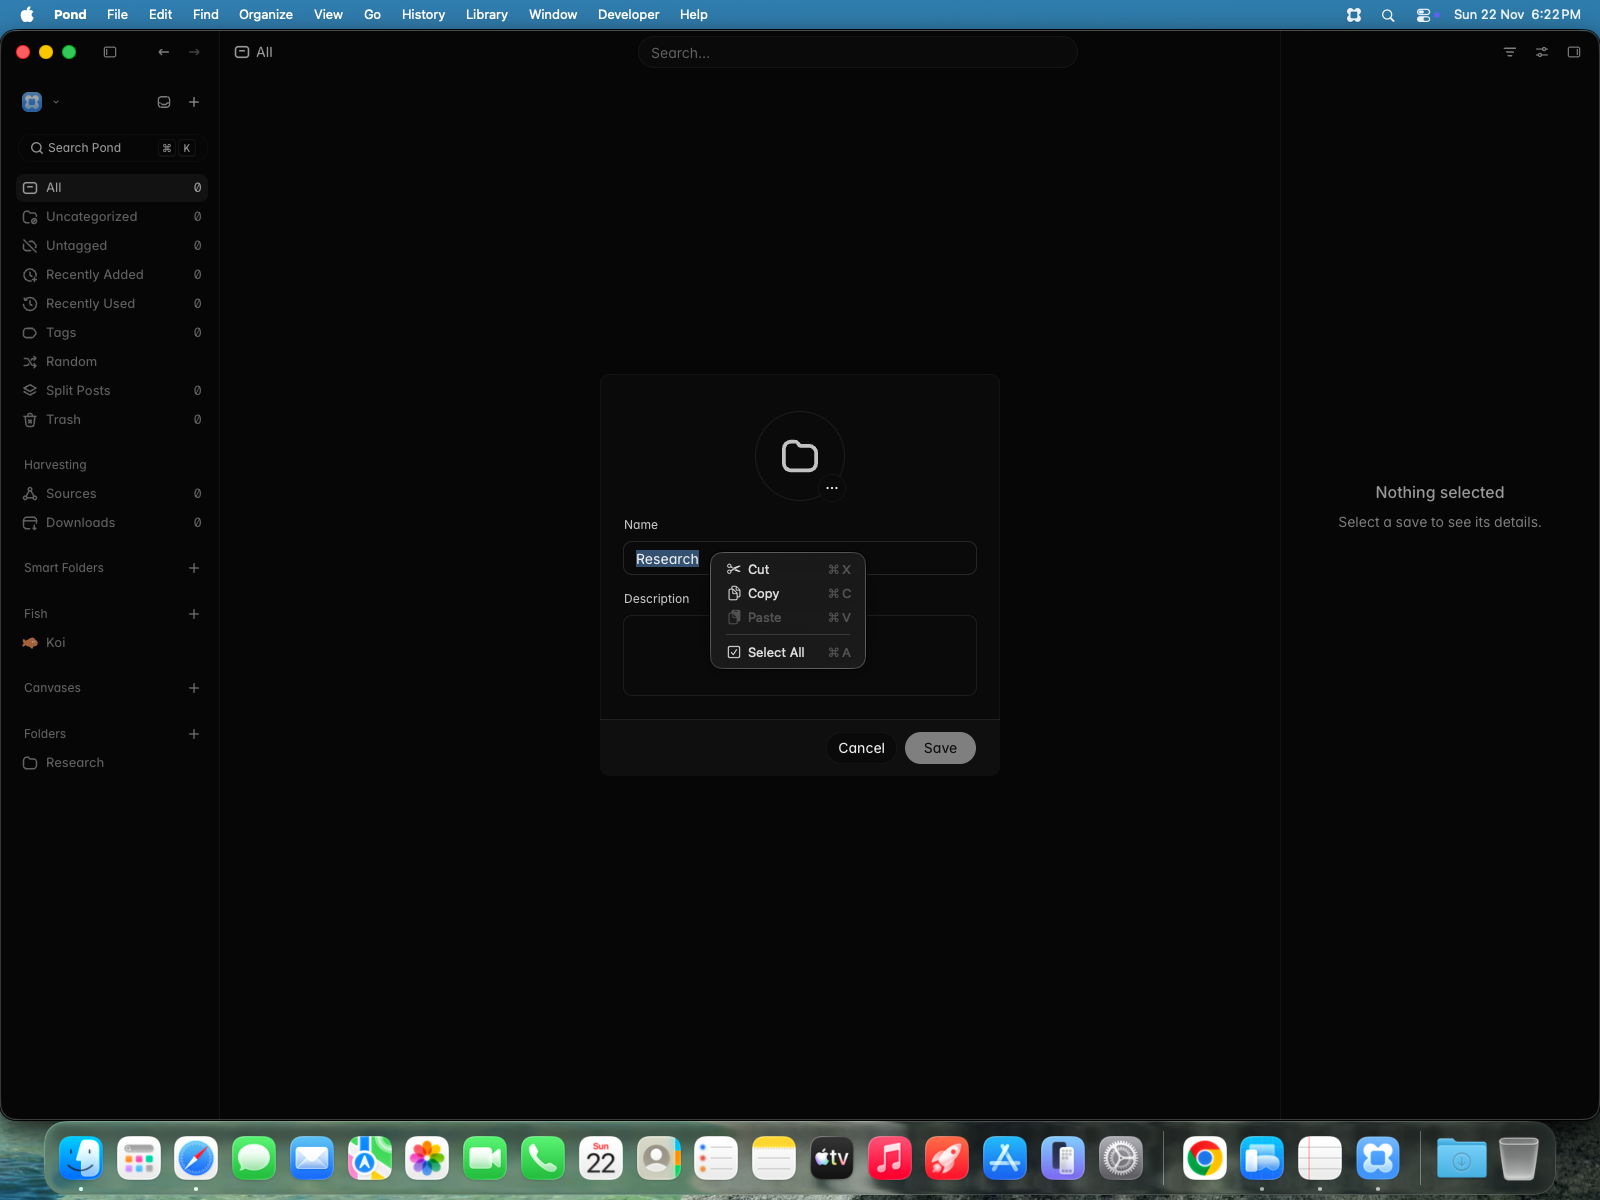 Pond File Edit Find Organize View Go History Library Window Developer Help Sun 22 Nov 6:22 PM
All
Search...
Search Pond ⌘ K
All 0
Uncategorized 0
Untagged 0
Recently Added 0
Recently Used 0
Tags 0
Random
Split Posts 0
Trash 0
Harvesting
Sources 0
Downloads 0
Smart Folders
Fish
Koi
Canvases
Folders
Research
Name
Research
Description
Cut ⌘ X
Copy ⌘ C
Paste ⌘ V
Select All ⌘ A
Cancel Save
Nothing selected
Select a save to see its details.
Sun
22
tv